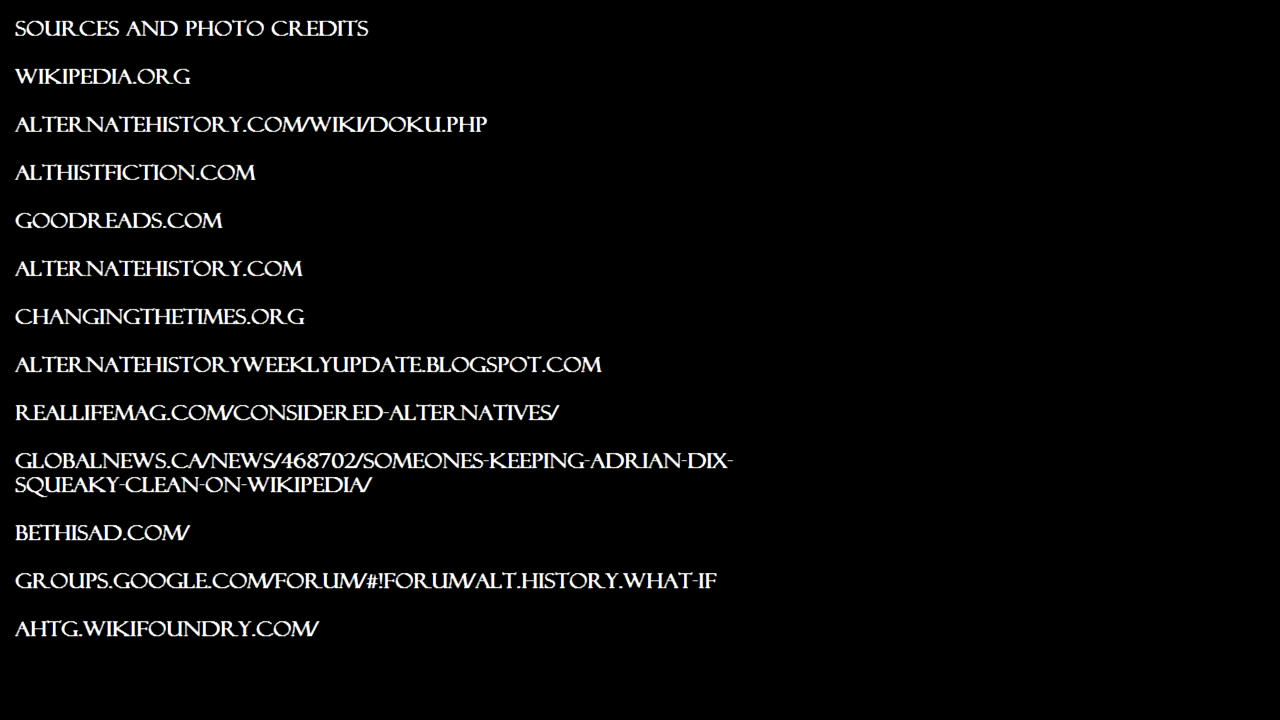 SOURCES AND PHOTO CREDITS
WIKIPEDIA.ORG
ALTERNATEHISTORY.COM/WIKI/DOKU.PHP
ALTHISTFICTION.COM
GOODREADS.COM
ALTERNATEHISTORY.COM
CHANGINGTHETIMES.ORG
ALTERNATEHISTORYWEEKLYUPDATE.BLOGSPOT.COM
REALLIFEMAG.COM/CONSIDERED-ALTERNATIVES/
GLOBALNEWS.CA/NEWS/468702/SOMEONES-KEEPING-ADRIAN-DIX-
SQUEAKY-CLEAN-ON-WIKIPEDIA/
BETHISAD.COM/
GROUPS.GOOGLE.COM/FORUM/#!FORUM/ALT.HISTORY.WHAT-IF
AHTG.WIKIFOUNDRY.COM/